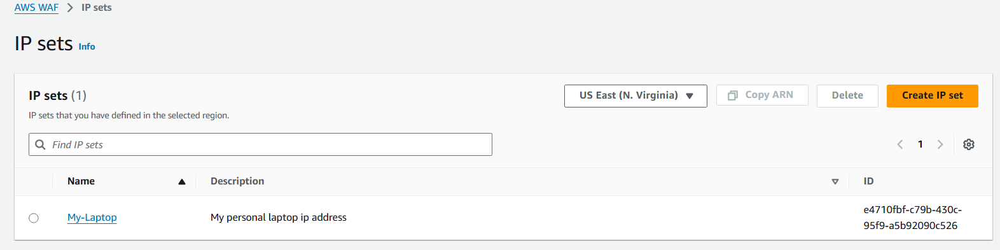 AWS WAF > IP sets
IP sets Info
IP sets (1)
US East (N. Virginia)
Copy ARN
Delete
Create IP set
IP sets that you have defined in the selected region.
Find IP sets
1
Name
Description
ID
My-Laptop
My personal laptop ip address
e4710fbf-c79b-430c-
95f9-a5b92090c526